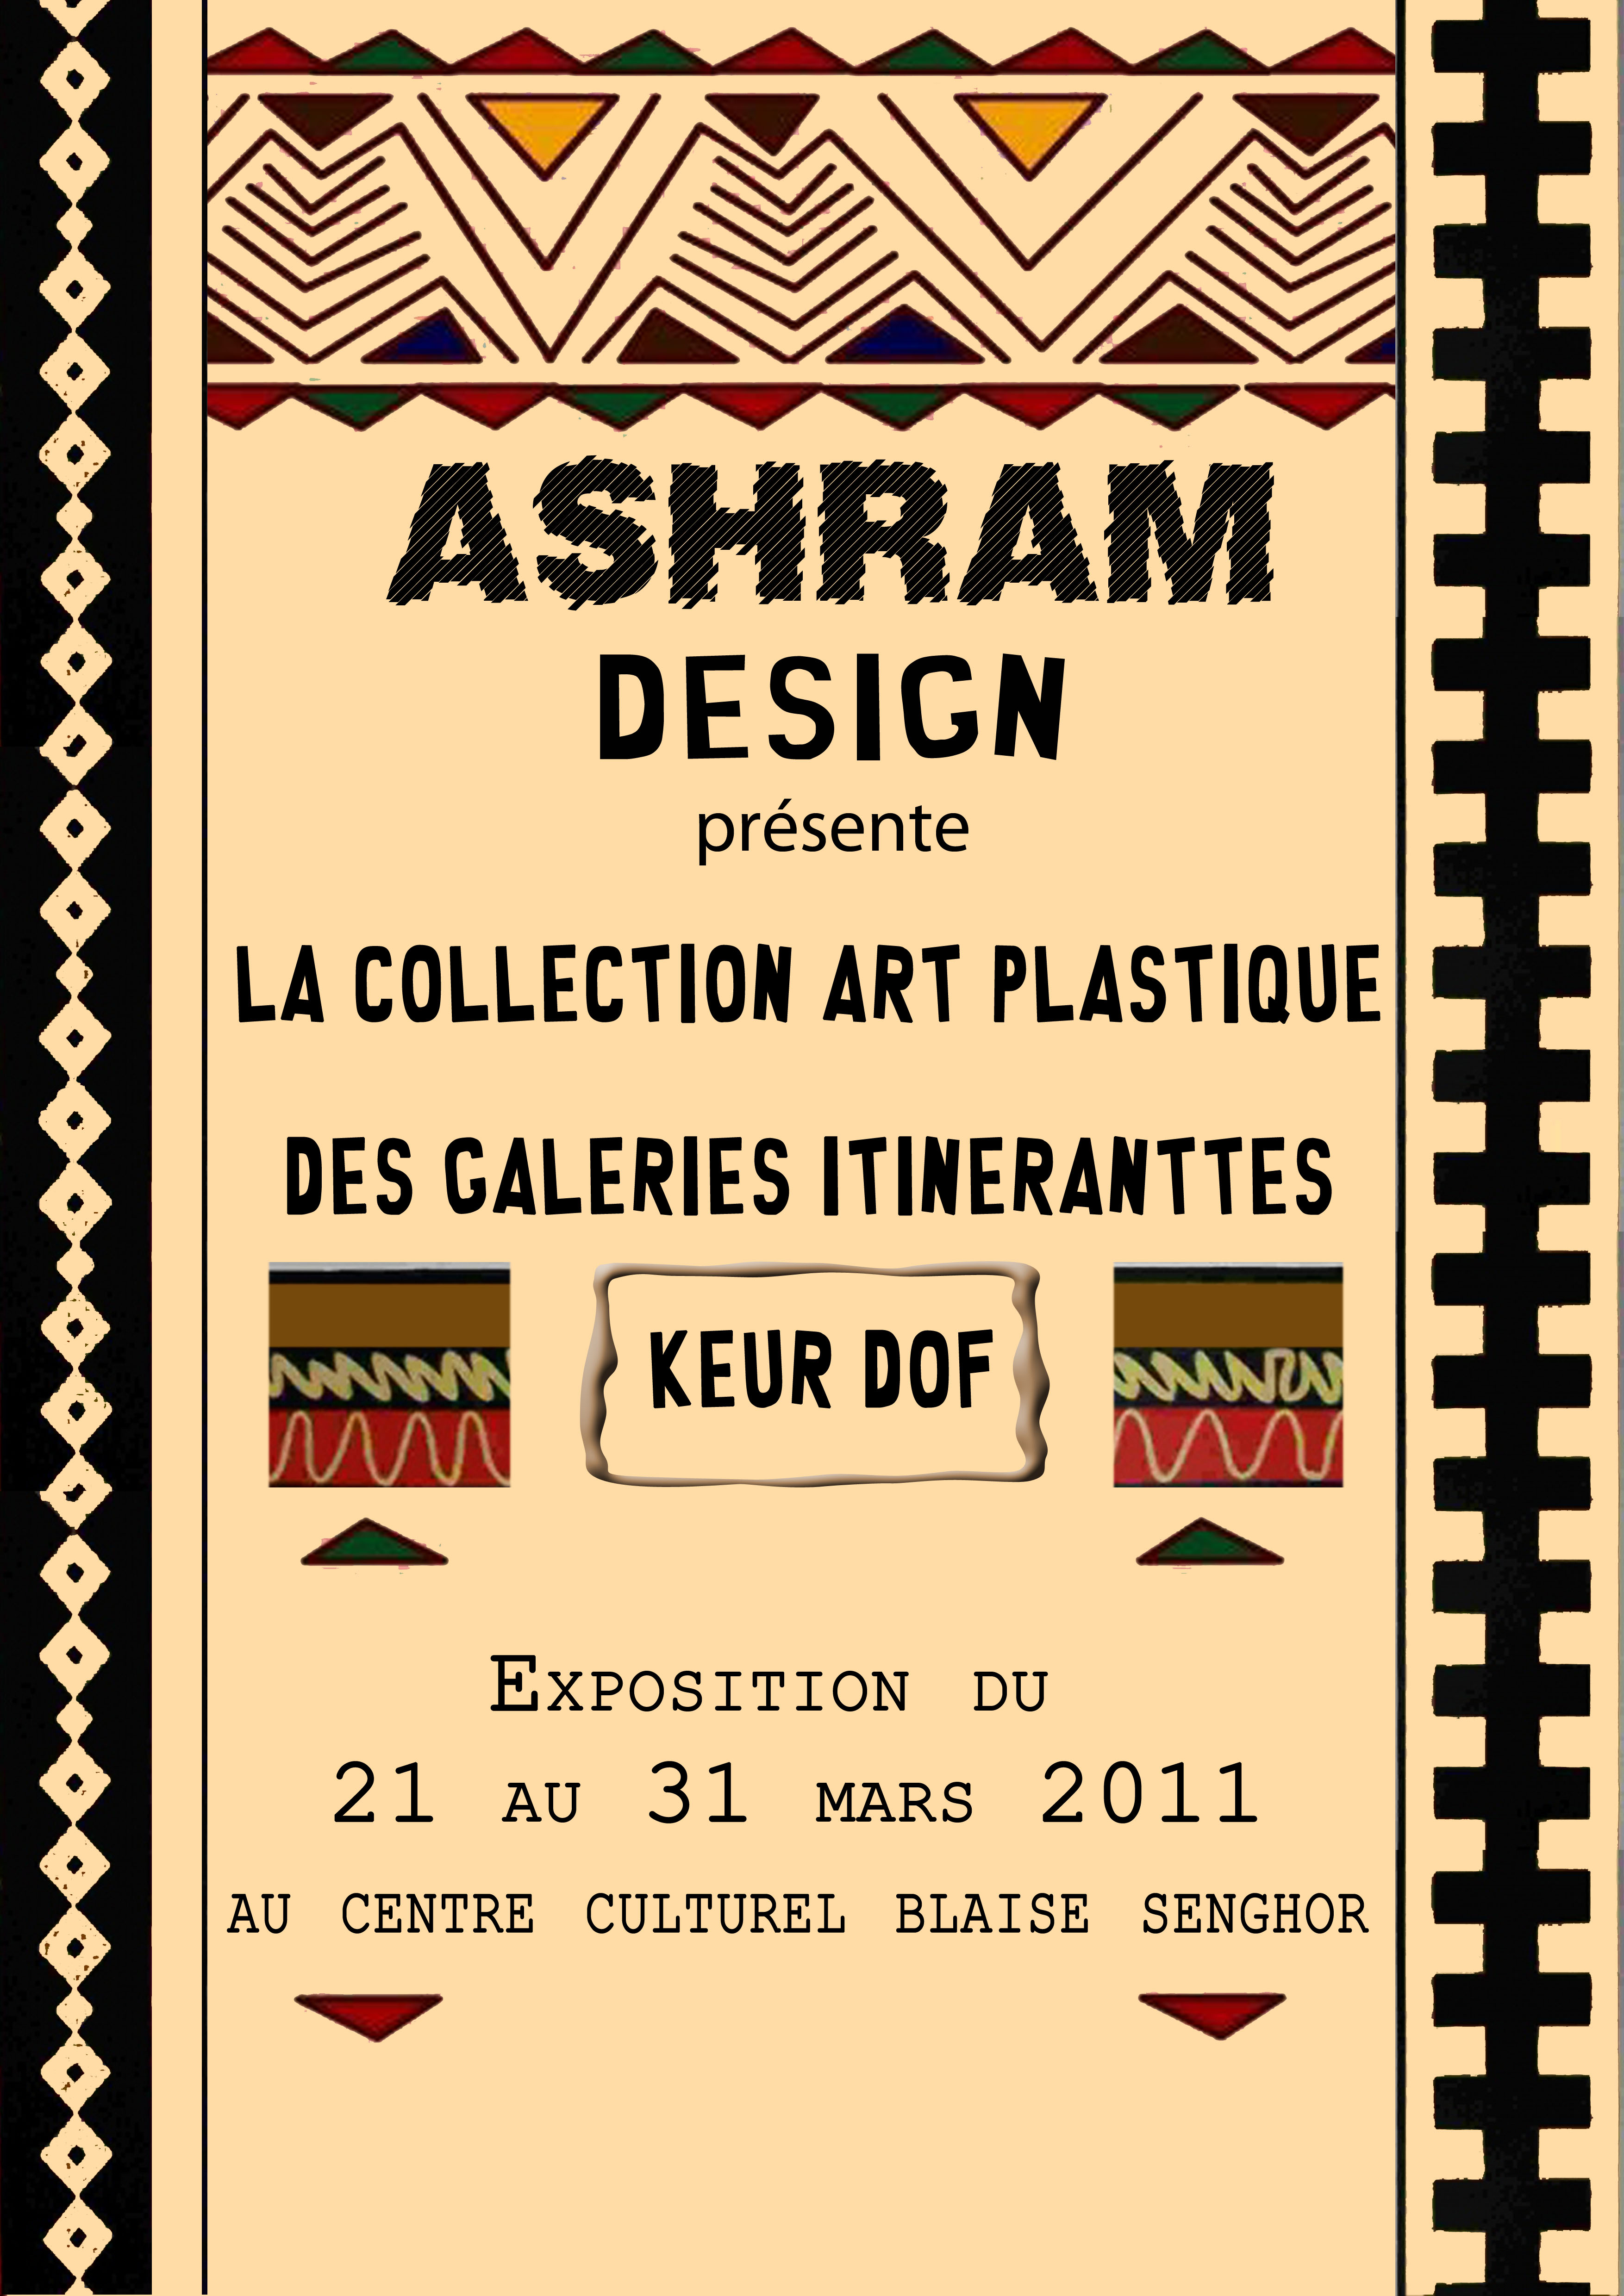 ASHRAM
DESIGN
présente
LA COLLECTION ART PLASTIQUE
DES GALERIES ITINERANTTES
KEUR DOF
EXPOSITION DU
21 AU 31 MARS 2011
AU CENTRE CULTUREL BLAISE SENGHOR